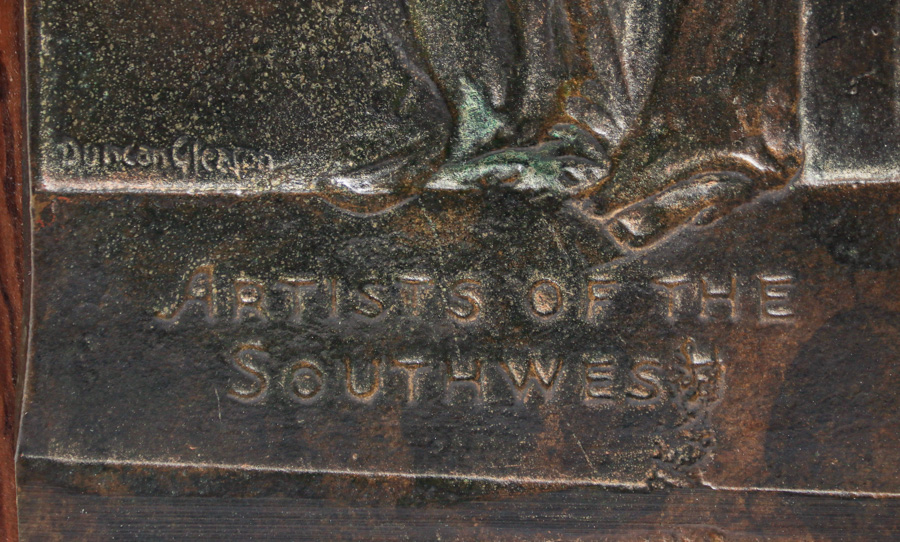 Duncan Gleason
ARTISTS OF THE
SOUTHWEST